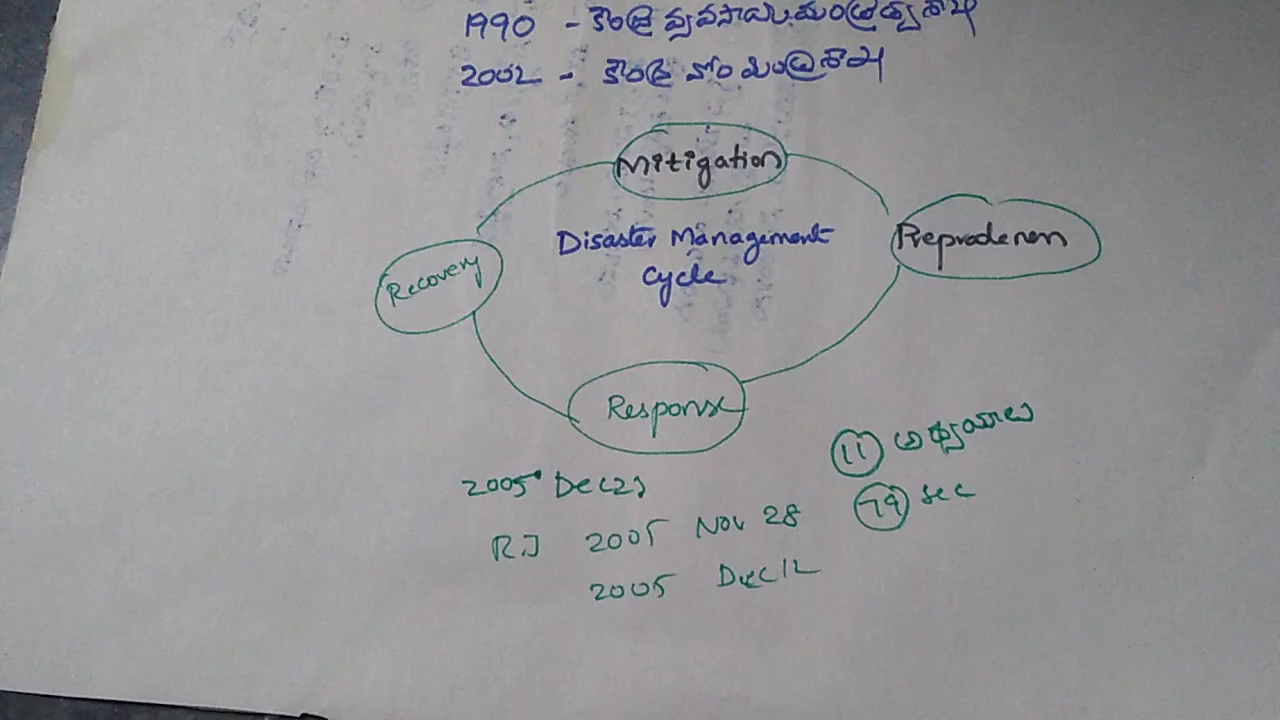 1990 - కేంద్ర వ్యవసాయ మంత్రిత్వ శాఖ
2002 - కేంద్ర హోం మంత్రి శాఖ
Mitigation
Disaster Management
Cycle
Recovery
Response
11 అధ్యాయాలు
2005 Dec 23
79 sec
RJ 2005 Nov 28
2005 Dec 12